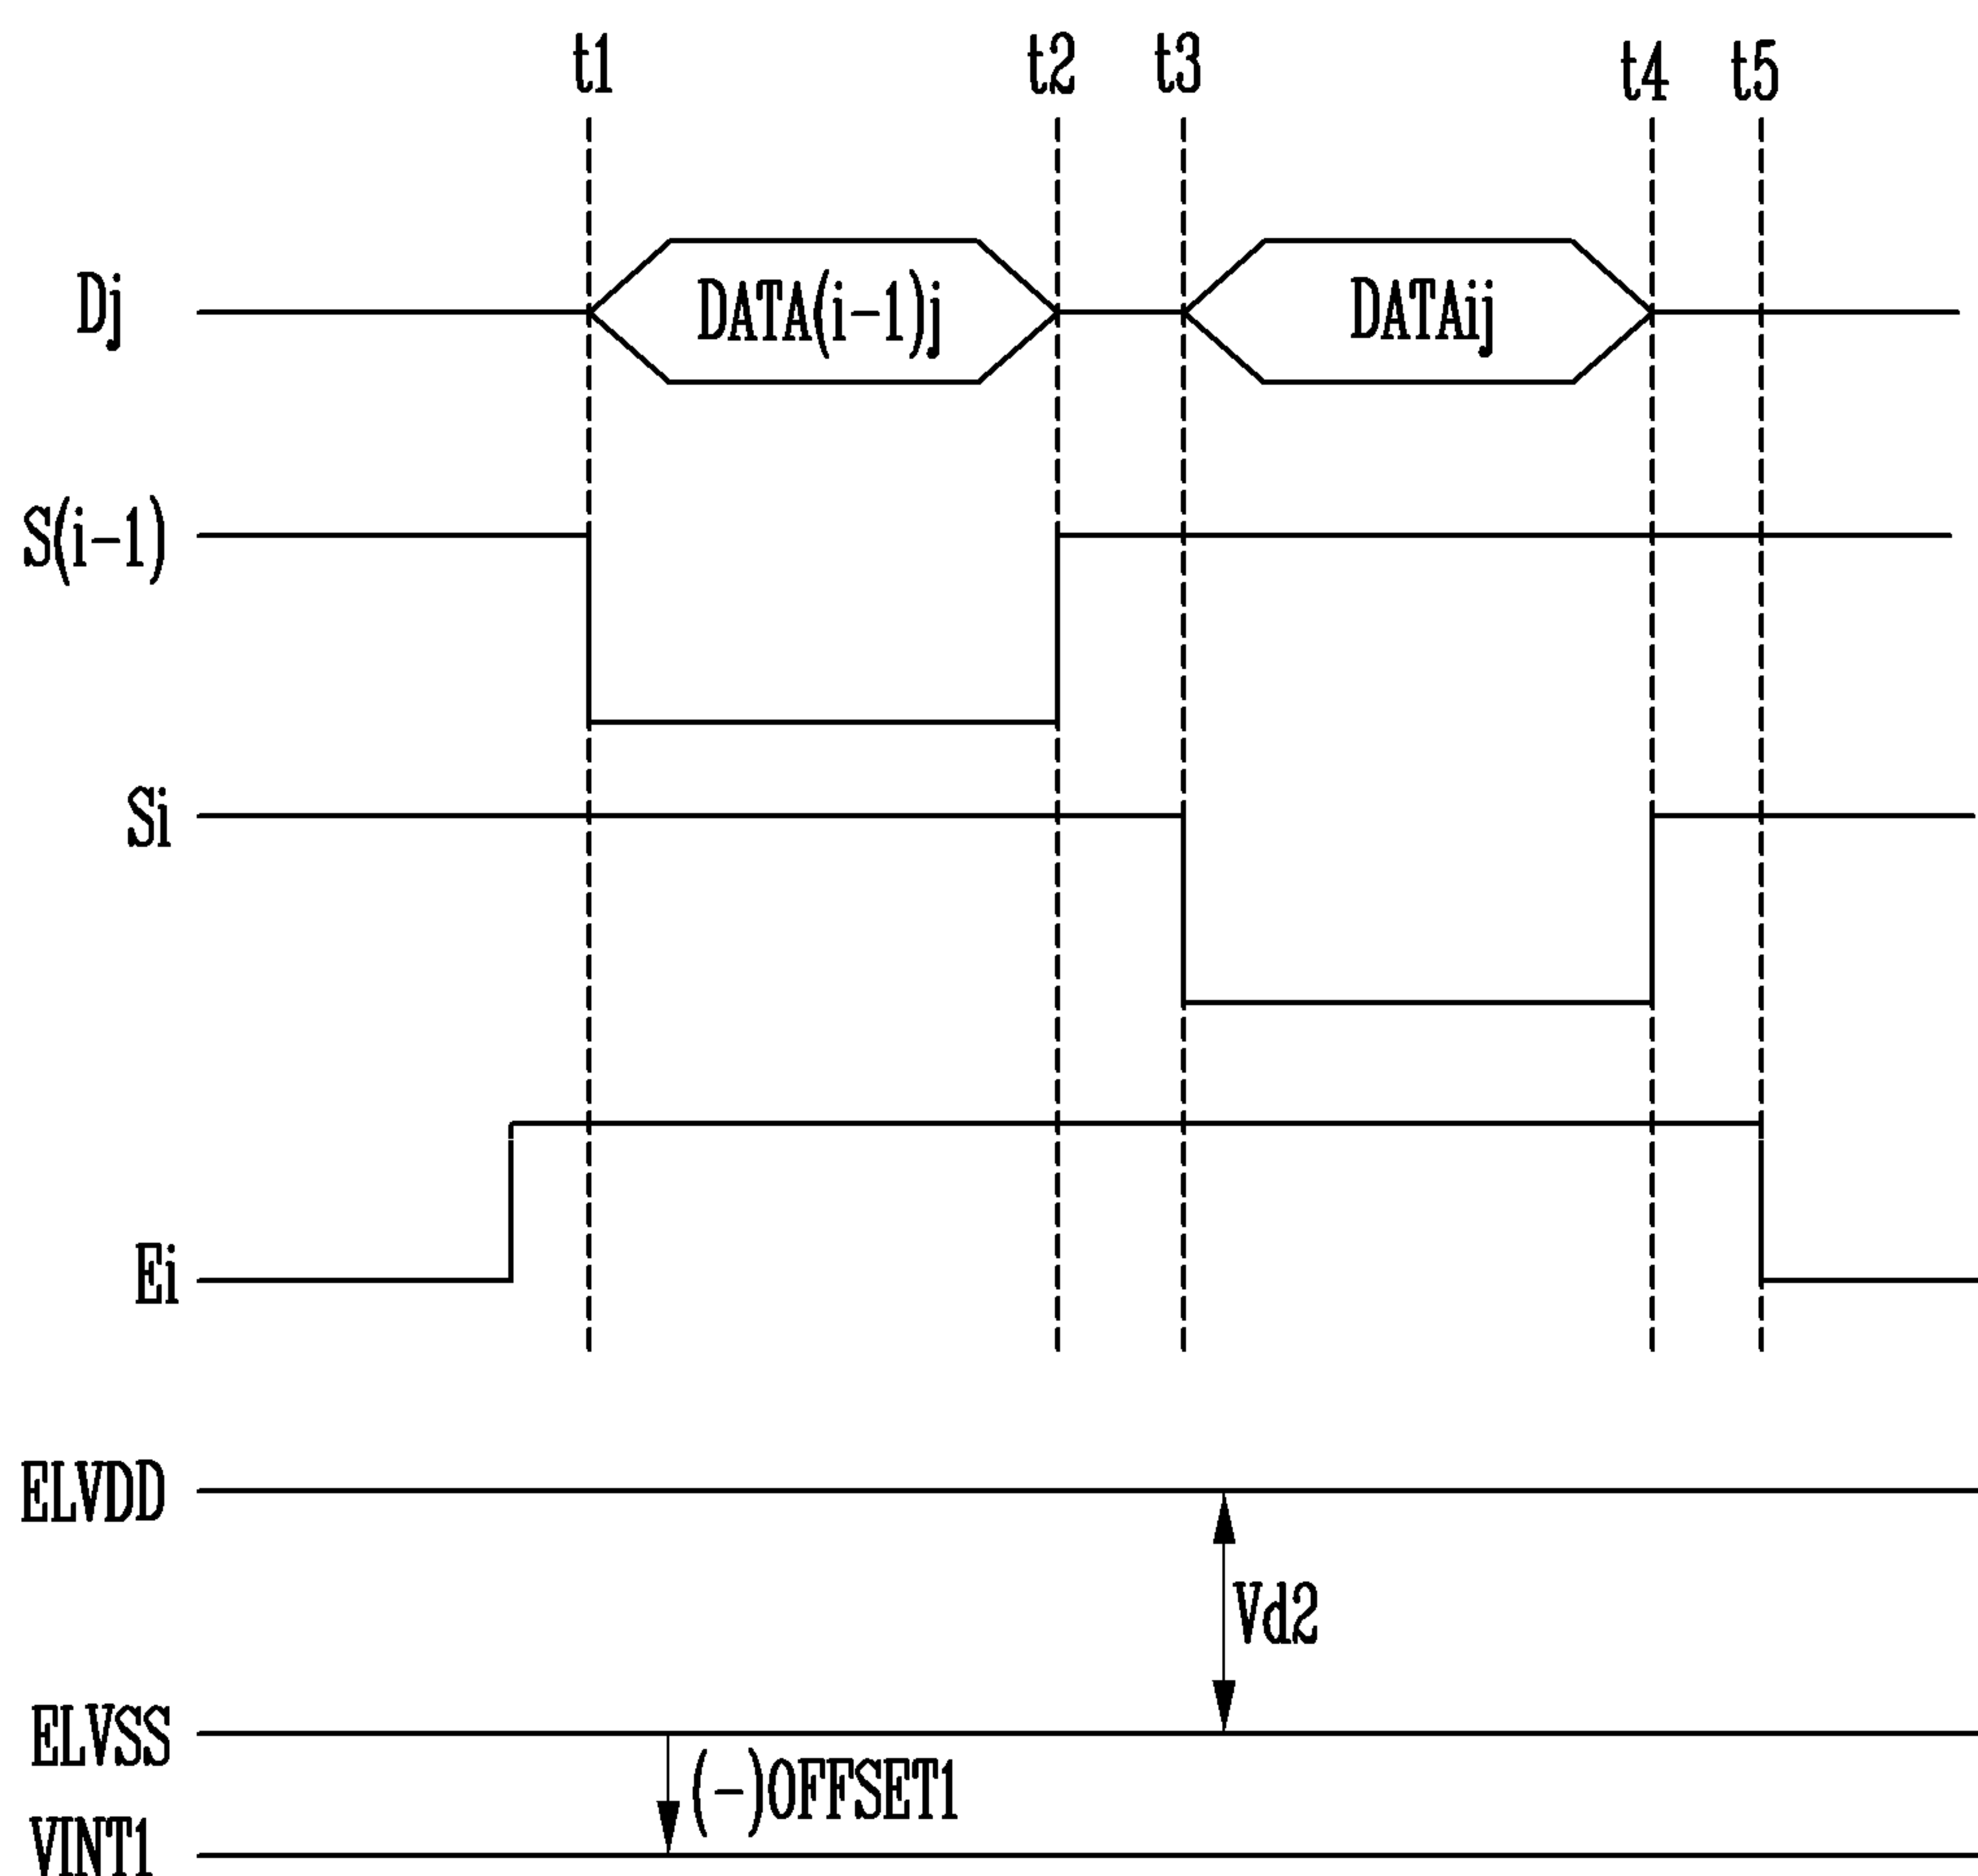 t1 t2 t3 t4 t5
Dj DATA(i-1)j DATAij
S(i-1)
Si
Ei
ELVDD
Vd2
ELVSS
(-)OFFSET1
VINT1